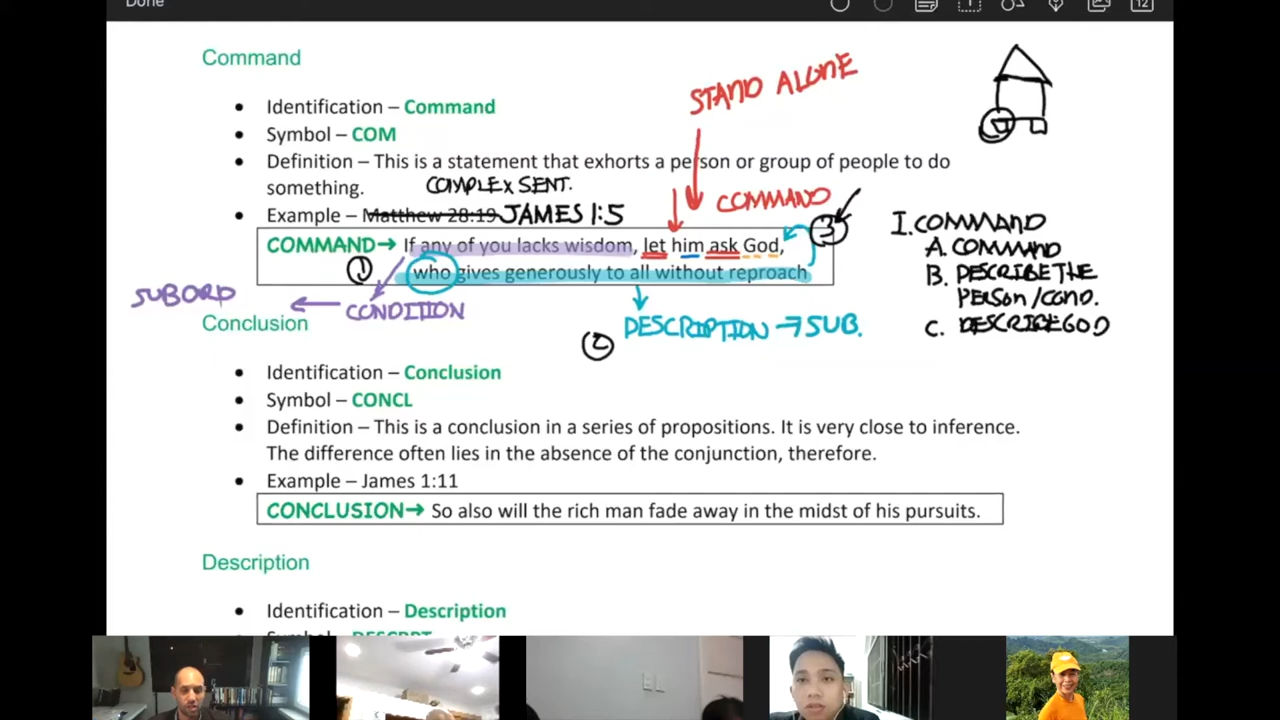 Done
12
Command
• Identification – Command
STAND ALONE
• Symbol – COM
• Definition – This is a statement that exhorts a person or group of people to do
something.
COMPLEX SENT.
• Example – Matthew 28:19 JAMES 1:5
COMMAND
3
COMMAND→ If any of you lacks wisdom, let him ask God,
1
who gives generously to all without reproach
I. COMMAND
A. COMMAND
B. DESCRIBE THE
PERSON/COND.
C. DESCRIBE GOD
SUBORD
CONDITION
2
DESCRIPTION → SUB.
Conclusion
• Identification – Conclusion
• Symbol – CONCL
• Definition – This is a conclusion in a series of propositions. It is very close to inference.
The difference often lies in the absence of the conjunction, therefore.
• Example – James 1:11
CONCLUSION→ So also will the rich man fade away in the midst of his pursuits.
Description
• Identification – Description
• Symbol – DESCRPT